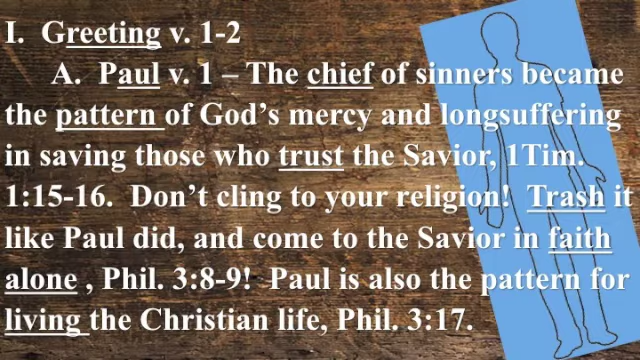 I.  Greeting v. 1-2
A.  Paul v. 1 – The chief of sinners became
the pattern of God’s mercy and longsuffering
in saving those who trust the Savior, 1Tim.
1:15-16.  Don’t cling to your religion!  Trash it
like Paul did, and come to the Savior in faith
alone , Phil. 3:8-9!  Paul is also the pattern for
living the Christian life, Phil. 3:17.